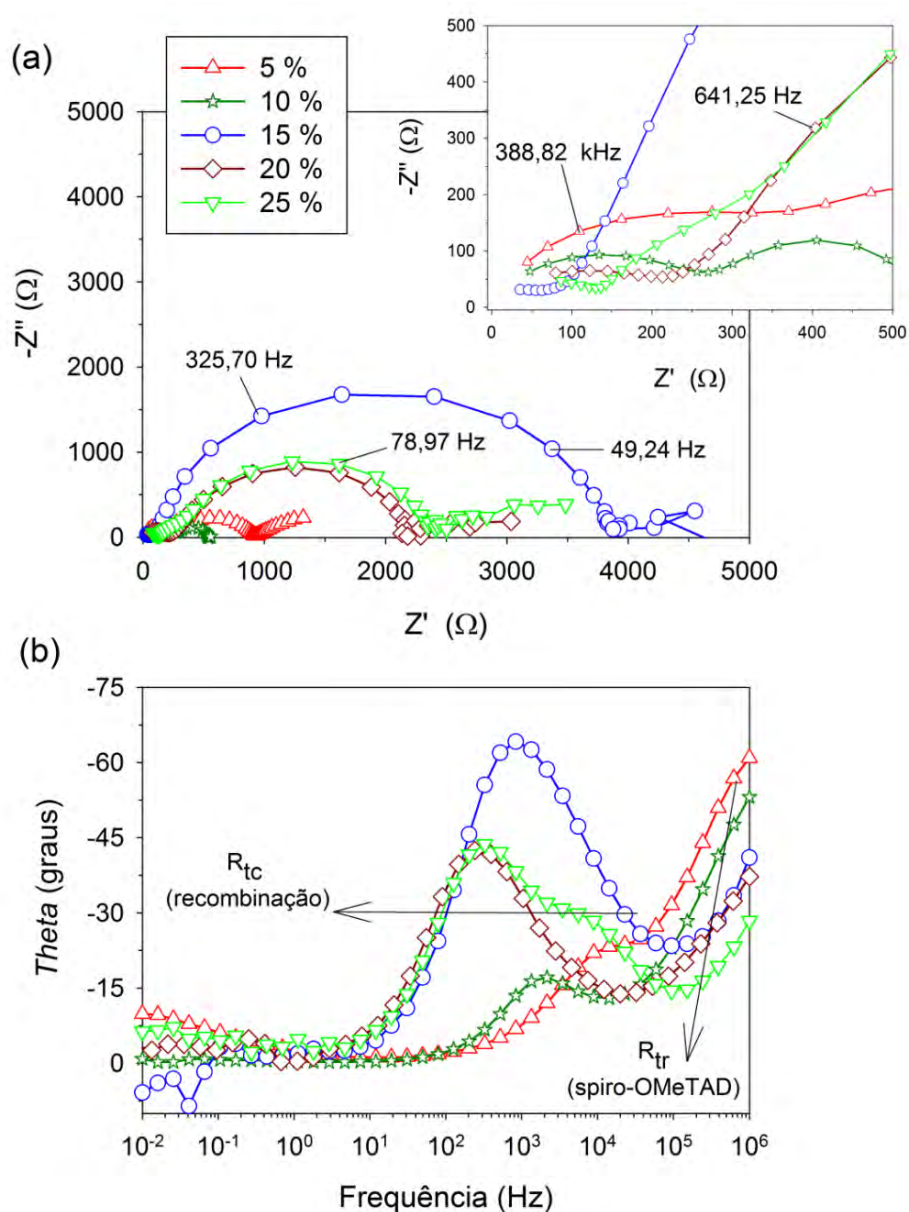 (a)
5 %
10 %
15 %
20 %
25 %
5000
4000
3000
2000
1000
0
-Z" (Ω)
0
1000
2000
3000
4000
5000
Z' (Ω)
325,70 Hz
78,97 Hz
49,24 Hz
500
400
300
200
100
0
-Z" (Ω)
0
100
200
300
400
500
Z' (Ω)
388,82 kHz
641,25 Hz
(b)
-75
-60
-45
-30
-15
0
Theta (graus)
R_tc
(recombinação)
R_tr
(spiro-OMeTAD)
10⁻²
10⁻¹
10⁰
10¹
10²
10³
10⁴
10⁵
10⁶
Frequência (Hz)